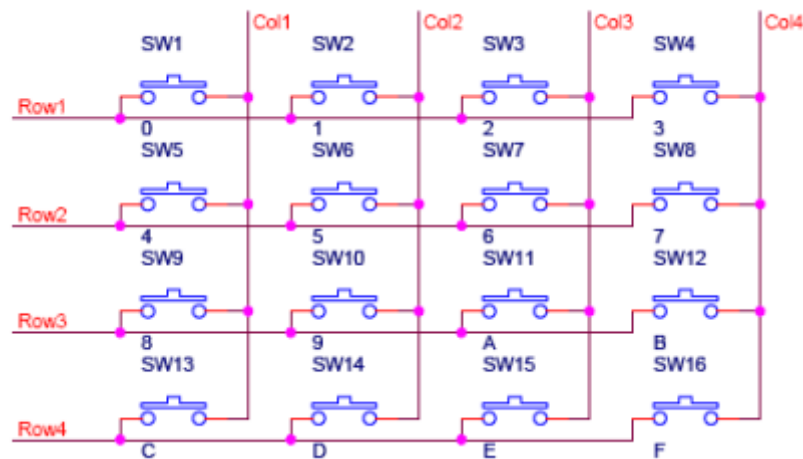 Col1 Col2 Col3 Col4
SW1 SW2 SW3 SW4
Row1
0 1 2 3
SW5 SW6 SW7 SW8
Row2
4 5 6 7
SW9 SW10 SW11 SW12
Row3
8 9 A B
SW13 SW14 SW15 SW16
Row4
C D E F